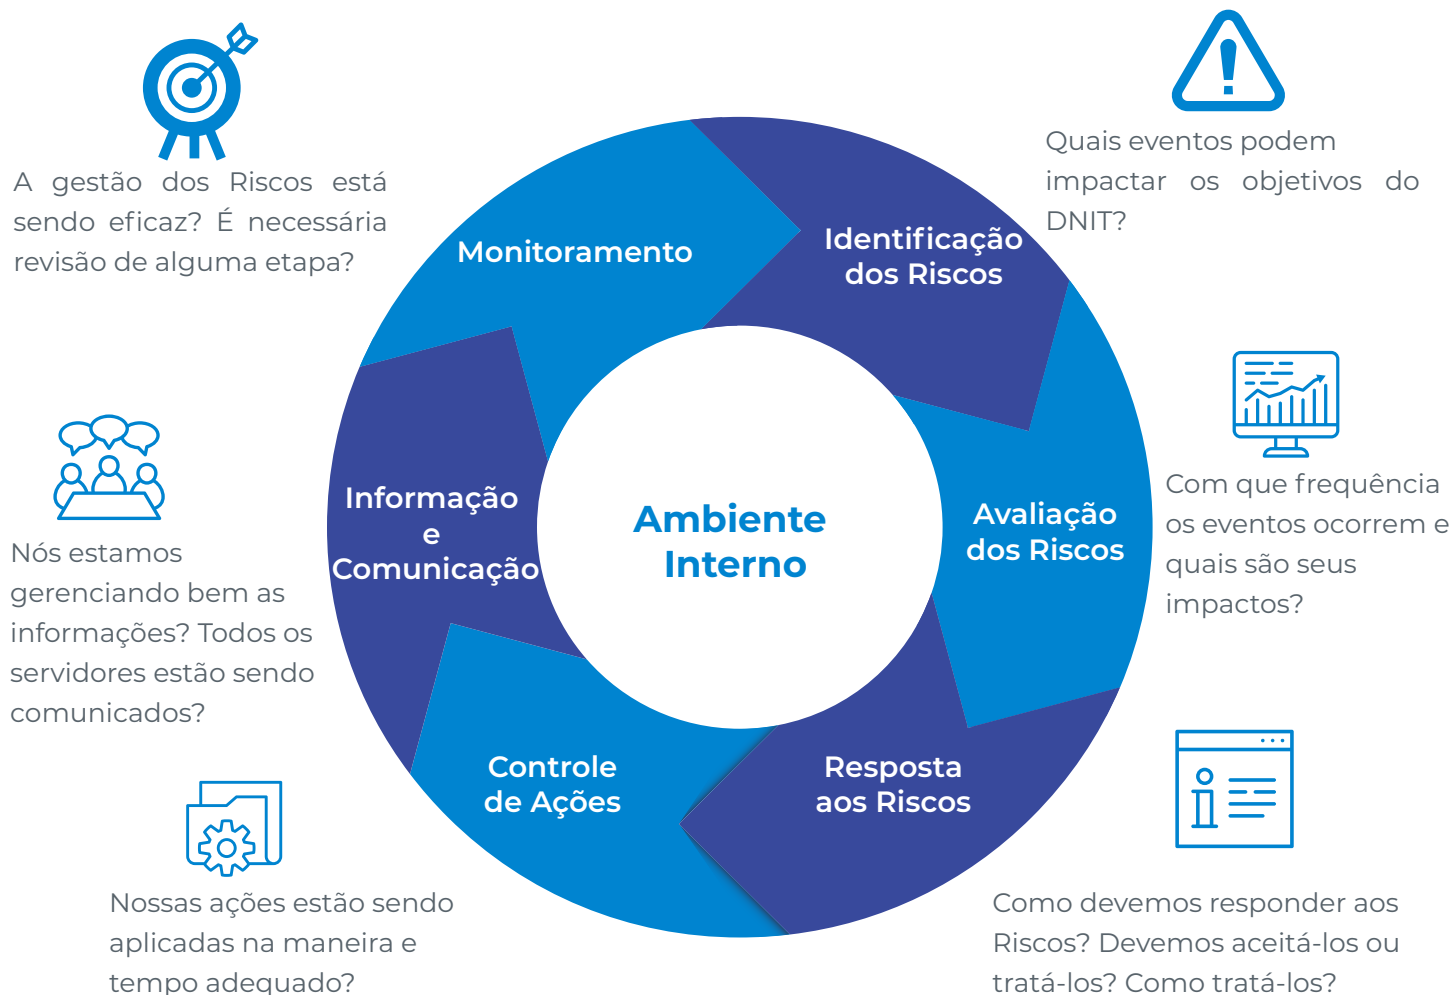 A gestão dos Riscos está
sendo eficaz? É necessária
revisão de alguma etapa?
Quais eventos podem
impactar os objetivos do
DNIT?
Monitoramento
Identificação
dos Riscos
Com que frequência
os eventos ocorrem e
quais são seus
impactos?
Avaliação
dos Riscos
Ambiente
Interno
Informação
e
Comunicação
Nós estamos
gerenciando bem as
informações? Todos os
servidores estão sendo
comunicados?
Controle
de Ações
Resposta
aos Riscos
Nossas ações estão sendo
aplicadas na maneira e
tempo adequado?
Como devemos responder aos
Riscos? Devemos aceitá-los ou
tratá-los? Como tratá-los?